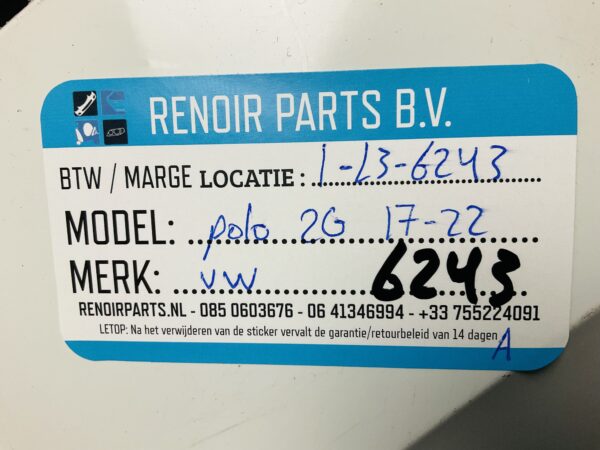 RENOIR PARTS B.V.
BTW / MARGE LOCATIE : 1-L3-6243
MODEL: polo 2G 17-22
MERK: vw 6243
RENOIRPARTS.NL - 085 0603676 - 06 41346994 - +33 755224091
LETOP: Na het verwijderen van de sticker vervalt de garantie/retourbeleid van 14 dagen
A